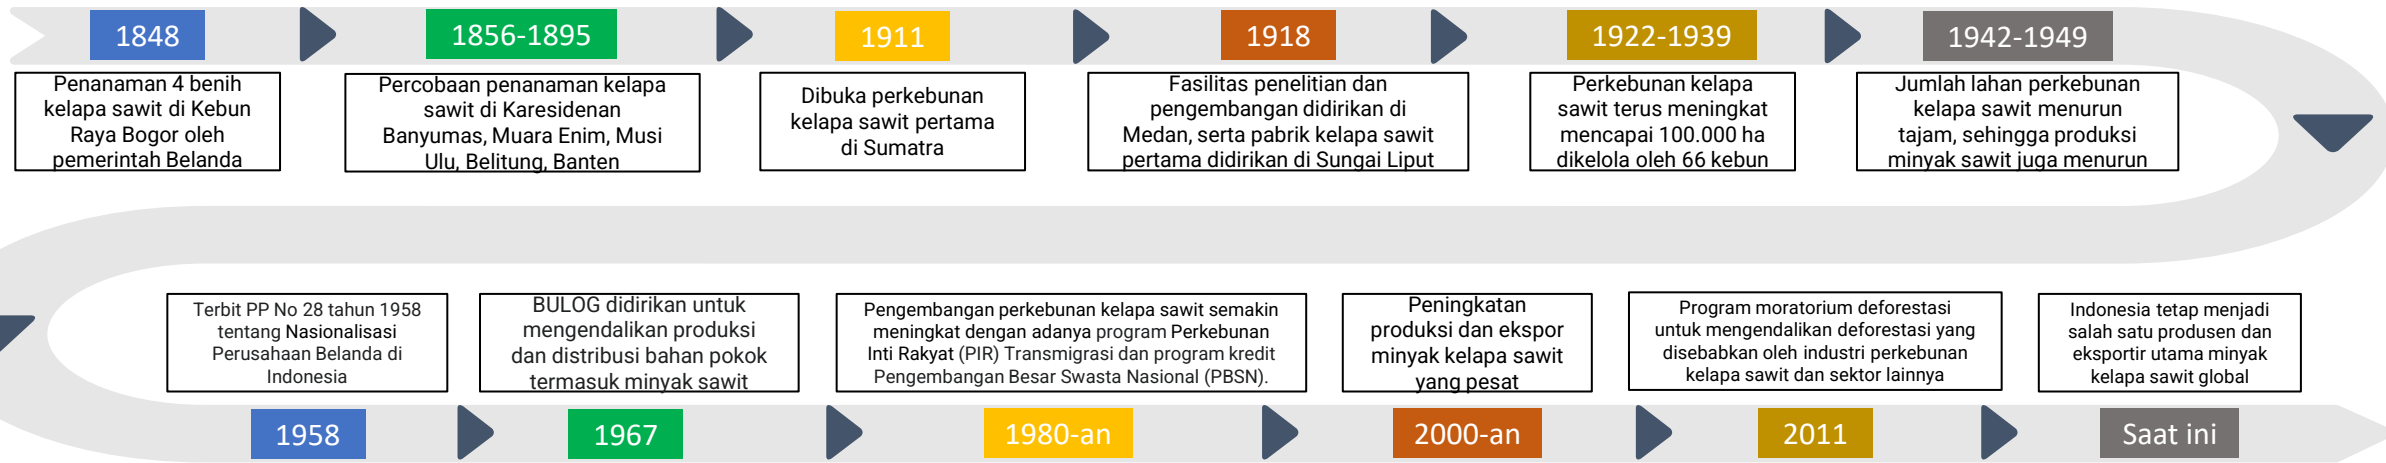 1848
Penanaman 4 benih
kelapa sawit di Kebun
Raya Bogor oleh
pemerintah Belanda
1856-1895
Percobaan penanaman kelapa
sawit di Karesidenan
Banyumas, Muara Enim, Musi
Ulu, Belitung, Banten
1911
Dibuka perkebunan
kelapa sawit pertama
di Sumatra
1918
Fasilitas penelitian dan
pengembangan didirikan di
Medan, serta pabrik kelapa sawit
pertama didirikan di Sungai Liput
1922-1939
Perkebunan kelapa
sawit terus meningkat
mencapai 100.000 ha
dikelola oleh 66 kebun
1942-1949
Jumlah lahan perkebunan
kelapa sawit menurun
tajam, sehingga produksi
minyak sawit juga menurun
Terbit PP No 28 tahun 1958
tentang Nasionalisasi
Perusahaan Belanda di
Indonesia
1958
BULOG didirikan untuk
mengendalikan produksi
dan distribusi bahan pokok
termasuk minyak sawit
1967
Pengembangan perkebunan kelapa sawit semakin
meningkat dengan adanya program Perkebunan
Inti Rakyat (PIR) Transmigrasi dan program kredit
Pengembangan Besar Swasta Nasional (PBSN).
1980-an
Peningkatan
produksi dan ekspor
minyak kelapa sawit
yang pesat
2000-an
Program moratorium deforestasi
untuk mengendalikan deforestasi yang
disebabkan oleh industri perkebunan
kelapa sawit dan sektor lainnya
2011
Indonesia tetap menjadi
salah satu produsen dan
eksportir utama minyak
kelapa sawit global
Saat ini